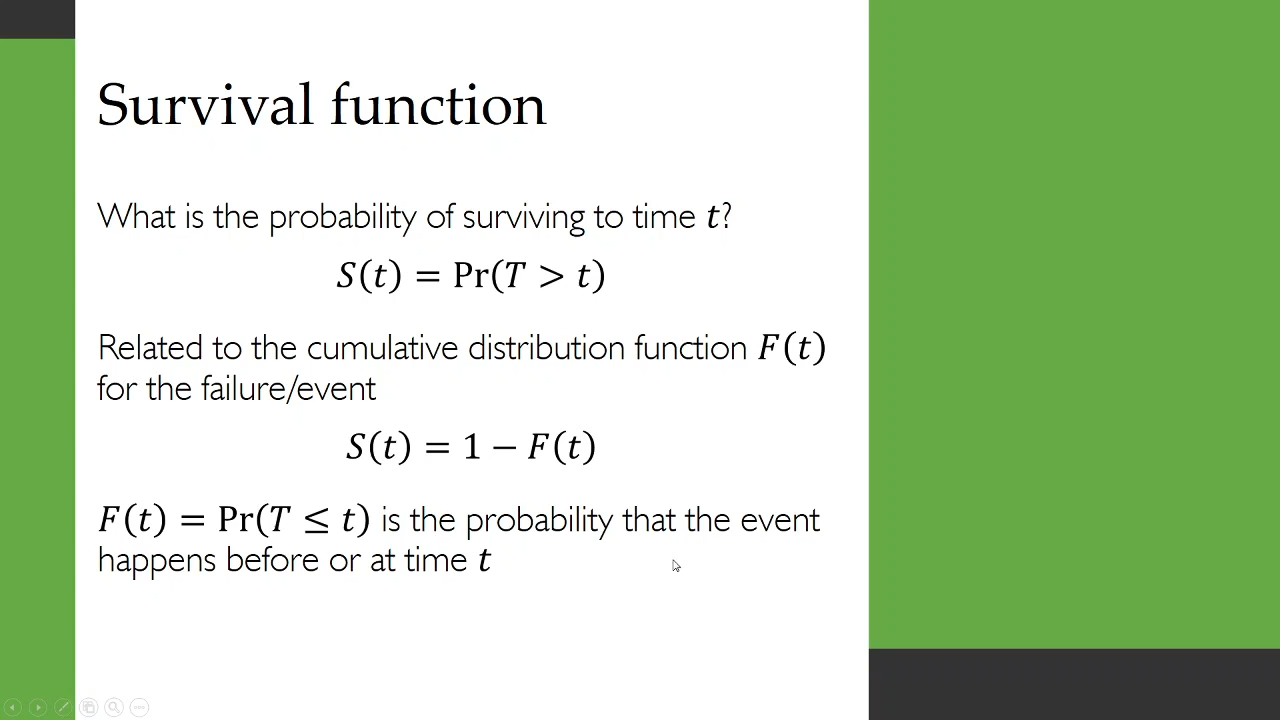 Survival function
What is the probability of surviving to time t?
S(t) = Pr(T > t)
Related to the cumulative distribution function F(t)
for the failure/event
S(t) = 1 − F(t)
F(t) = Pr(T ≤ t) is the probability that the event
happens before or at time t